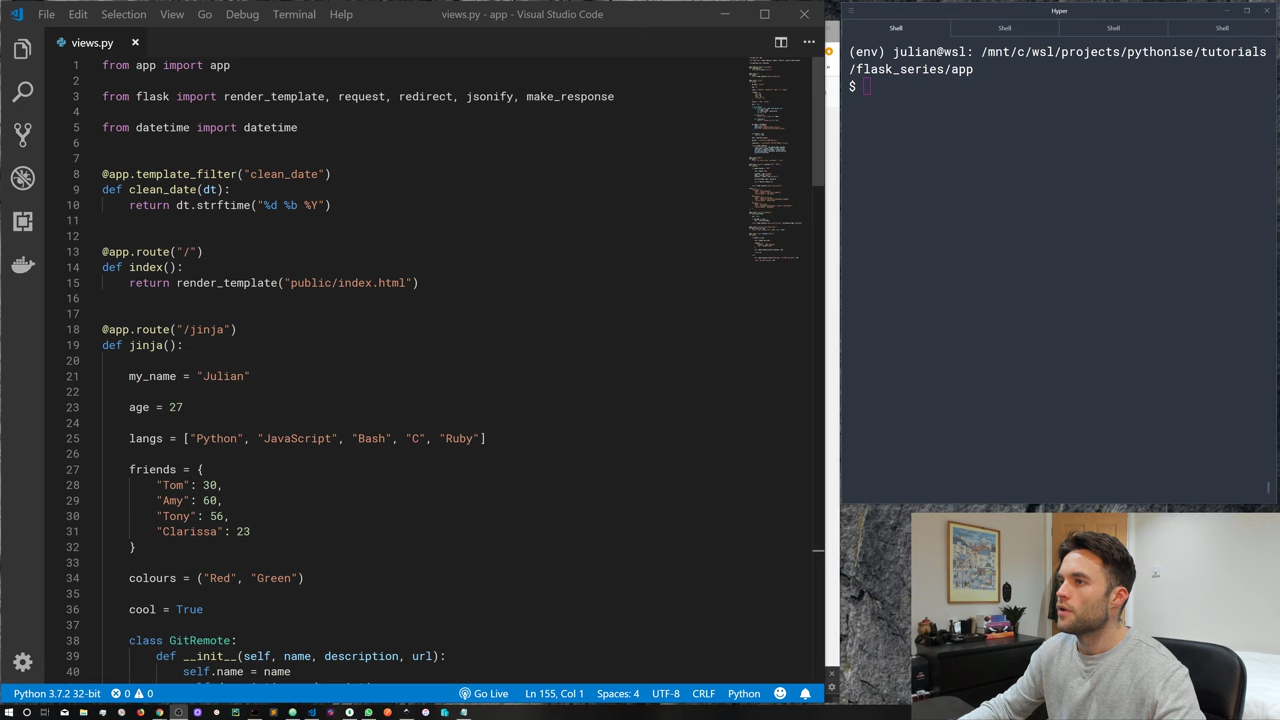 File Edit Selection View Go Debug Terminal Help
views.py - app - Visual Studio Code
views.py
1 from app import app
2
3 from flask import render_template, request, redirect, jsonify, make_response
4
5 from datetime import datetime
6
7
8 @app.template_filter("clean_date")
9 def clean_date(dt):
10 return dt.strftime("%d %b %Y")
11
12
13 @app.route("/")
14 def index():
15 return render_template("public/index.html")
16
17
18 @app.route("/jinja")
19 def jinja():
20
21 my_name = "Julian"
22
23 age = 27
24
25 langs = ["Python", "JavaScript", "Bash", "C", "Ruby"]
26
27 friends = {
28 "Tom": 30,
29 "Amy": 60,
30 "Tony": 56,
31 "Clarissa": 23
32 }
33
34 colours = ("Red", "Green")
35
36 cool = True
37
38 class GitRemote:
39 def __init__(self, name, description, url):
40 self.name = name
Python 3.7.2 32-bit 0 0 Go Live Ln 155, Col 1 Spaces: 4 UTF-8 CRLF Python
Hyper
Shell Shell Shell Shell
(env) julian@wsl: /mnt/c/wsl/projects/pythonise/tutorials
/flask_series/app
$